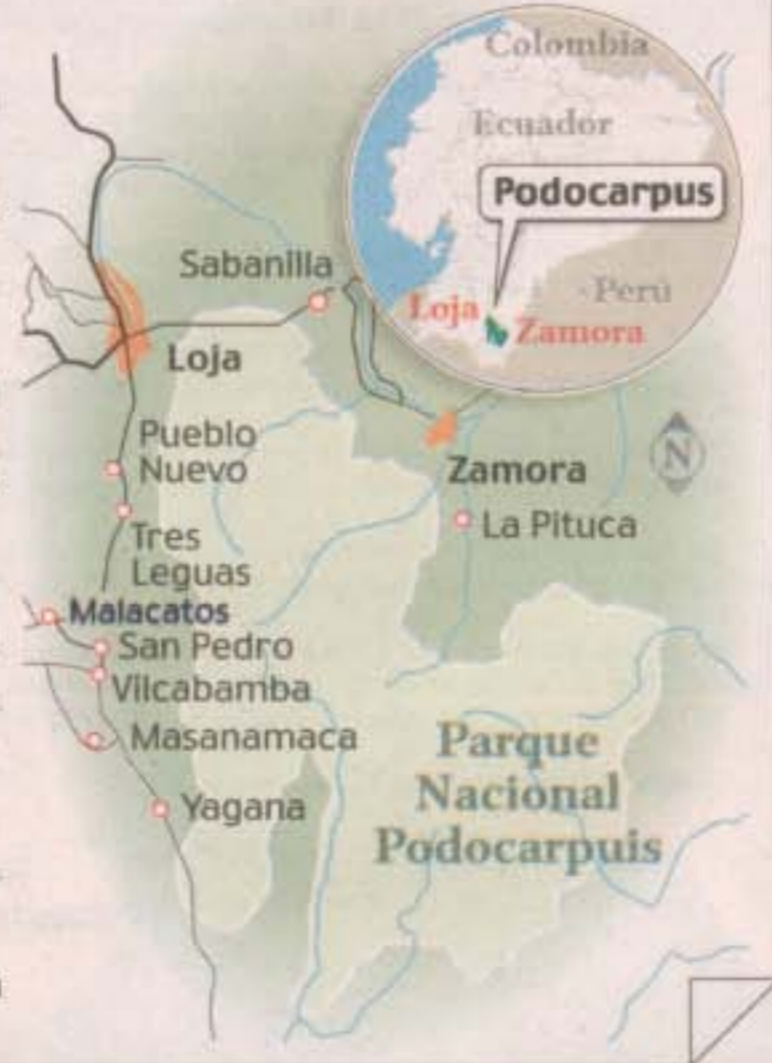 Colombia
Ecuador
Podocarpus
Perú
Loja
Zamora
Sabanilla
Loja
Pueblo
Nuevo
Zamora
N
La Pituca
Tres
Leguas
Malacatos
San Pedro
Vilcabamba
Masanamaca
Yagana
Parque
Nacional
Podocarpuis